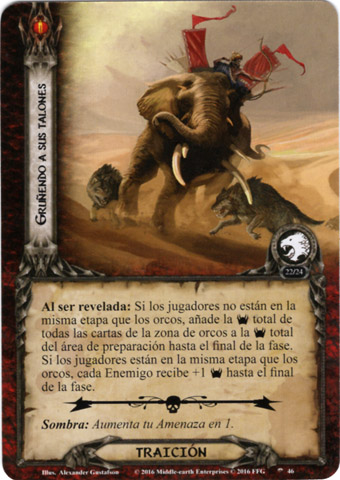 GRUÑENDO A SUS TALONES
22/24
Al ser revelada: Si los jugadores no están en la
misma etapa que los orcos, añade la total de
todas las cartas de la zona de orcos a la total
del área de preparación hasta el final de la fase.
Si los jugadores están en la misma etapa que los
orcos, cada Enemigo recibe +1 hasta el final
de la fase.
Sombra: Aumenta tu Amenaza en 1.
TRAICIÓN
Illus. Alexander Gustafson © 2016 Middle-earth Enterprises © 2016 FFG 46